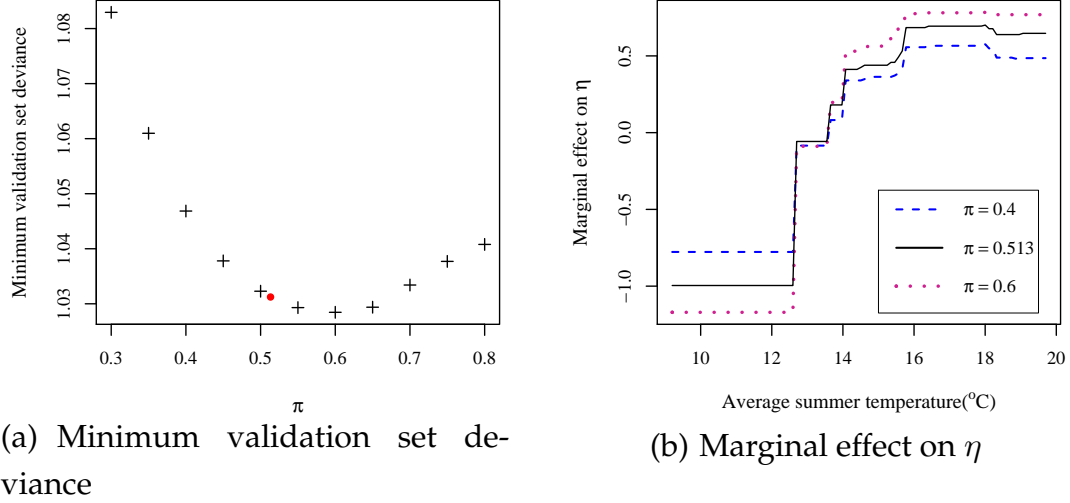 Minimum validation set deviance
1.08
1.07
1.06
1.05
1.04
1.03
0.3 0.4 0.5 0.6 0.7 0.8
π
(a) Minimum validation set de-
viance
Marginal effect on η
0.5
0.0
−0.5
−1.0
π = 0.4
π = 0.513
π = 0.6
10 12 14 16 18 20
Average summer temperature(°C)
(b) Marginal effect on η